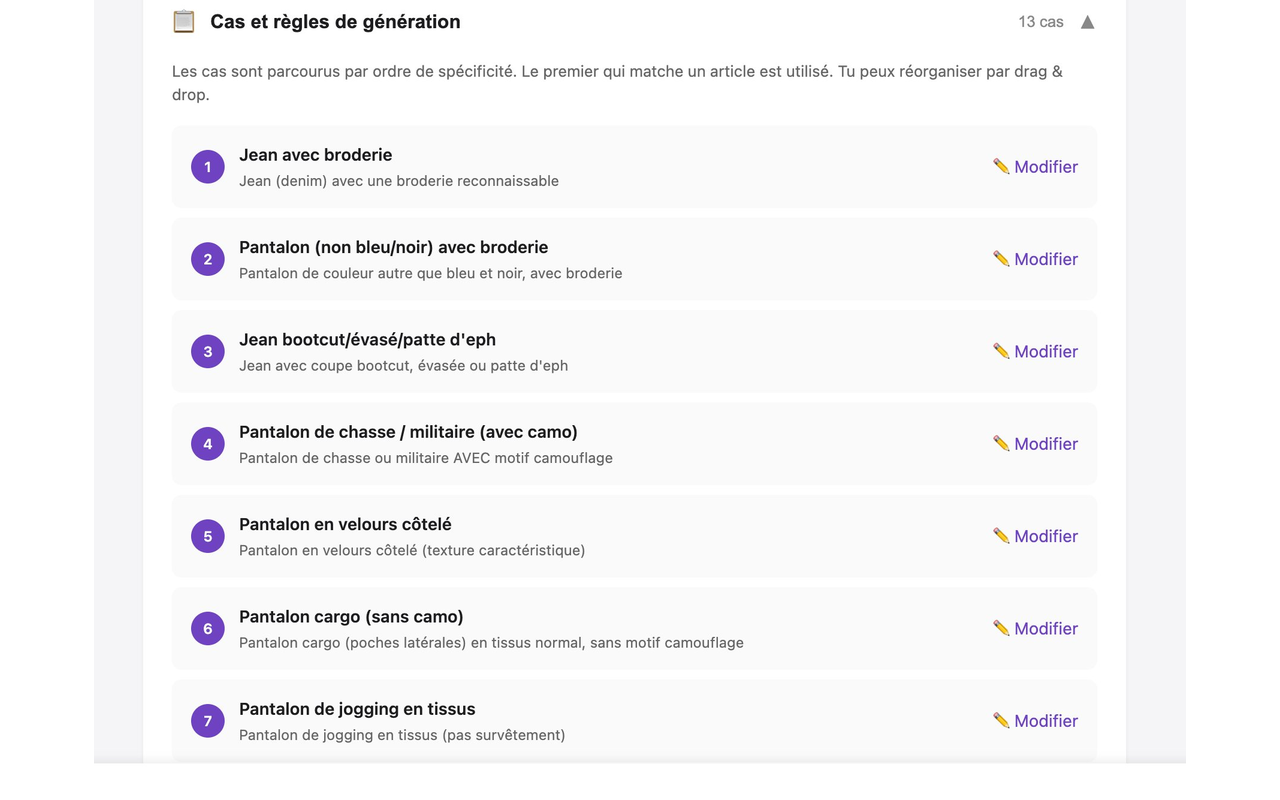 📋 Cas et règles de génération
13 cas ▲
Les cas sont parcourus par ordre de spécificité. Le premier qui matche un article est utilisé. Tu peux réorganiser par drag &
drop.
1
Jean avec broderie
Jean (denim) avec une broderie reconnaissable
✏️ Modifier
2
Pantalon (non bleu/noir) avec broderie
Pantalon de couleur autre que bleu et noir, avec broderie
✏️ Modifier
3
Jean bootcut/évasé/patte d'eph
Jean avec coupe bootcut, évasée ou patte d'eph
✏️ Modifier
4
Pantalon de chasse / militaire (avec camo)
Pantalon de chasse ou militaire AVEC motif camouflage
✏️ Modifier
5
Pantalon en velours côtelé
Pantalon en velours côtelé (texture caractéristique)
✏️ Modifier
6
Pantalon cargo (sans camo)
Pantalon cargo (poches latérales) en tissus normal, sans motif camouflage
✏️ Modifier
7
Pantalon de jogging en tissus
Pantalon de jogging en tissus (pas survêtement)
✏️ Modifier